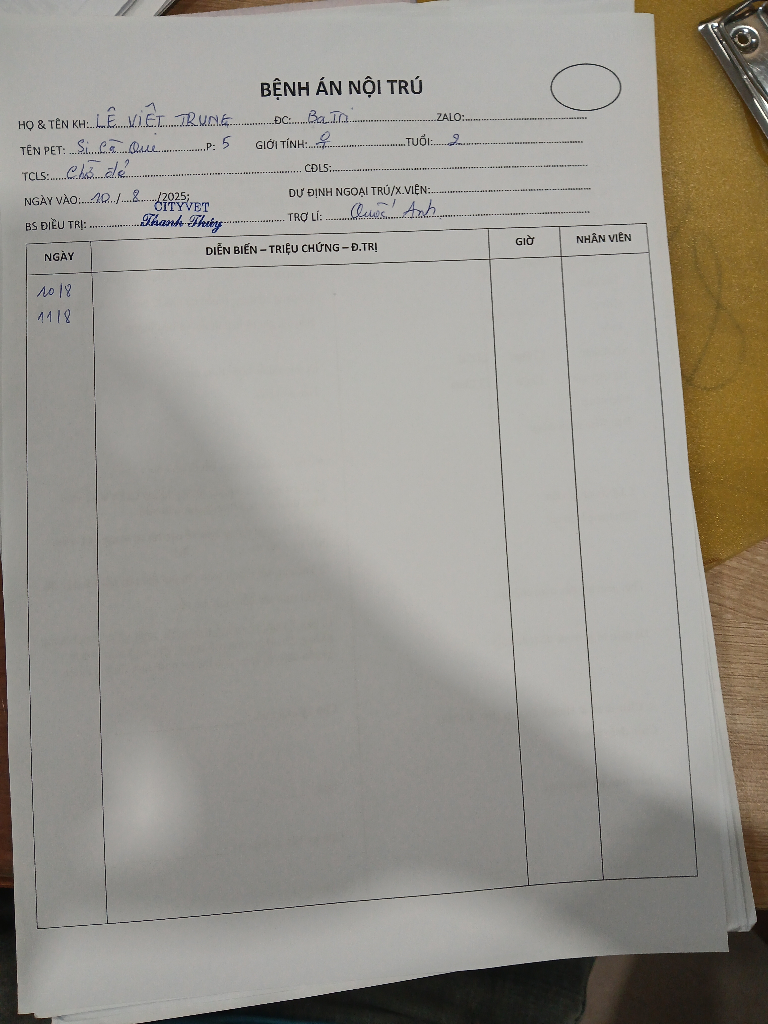 BỆNH ÁN NỘI TRÚ
HỌ & TÊN KH: LÊ VIẾT TRUNG ĐC: Ba Tri ZALO:
TÊN PET: Si Cà Que P: 5 GIỚI TÍNH: ♀ TUỔI: 2
TCLS: Chờ đẻ CĐLS:
NGÀY VÀO: 10 / 8 /2025; DỰ ĐỊNH NGOẠI TRÚ/X.VIỆN:
CITYVET
BS ĐIỀU TRỊ: Thanh Thúy TRỢ LÍ: Quốc Anh
NGÀY DIỄN BIẾN – TRIỆU CHỨNG – Đ.TRỊ GIỜ NHÂN VIÊN
10/8
11/8